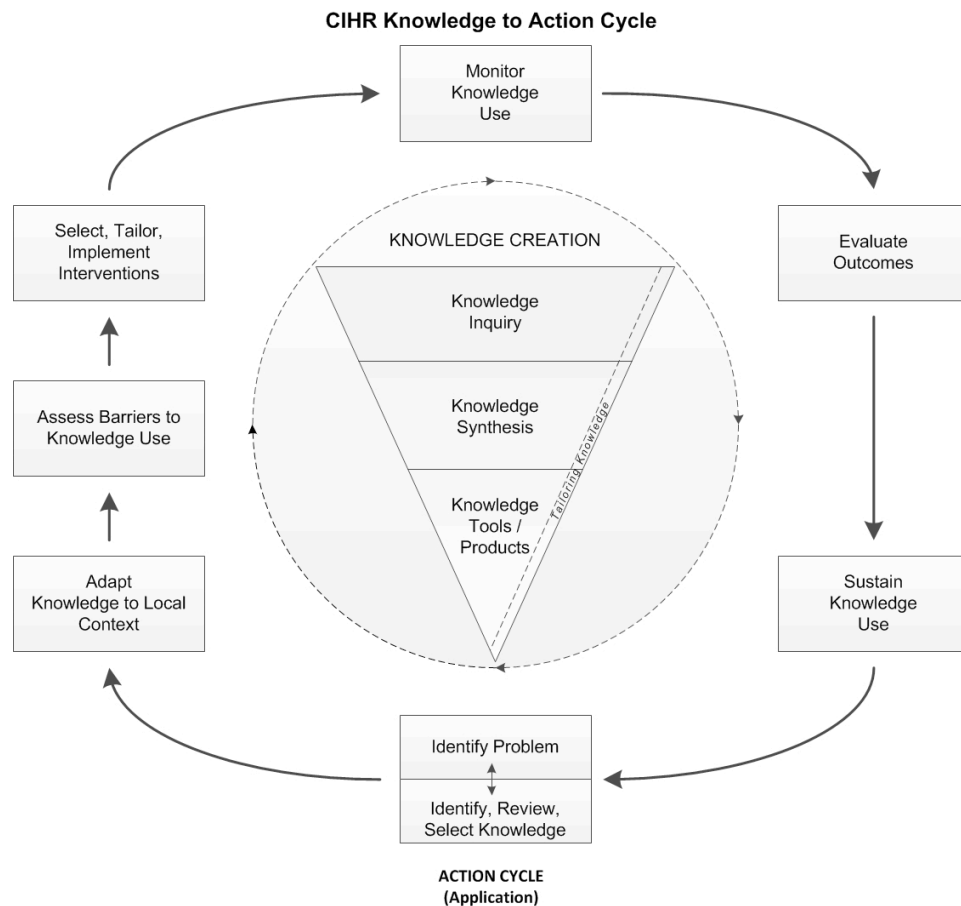 CIHR Knowledge to Action Cycle
Monitor
Knowledge
Use
Select, Tailor,
Implement
Interventions
Evaluate
Outcomes
KNOWLEDGE CREATION
Knowledge
Inquiry
Knowledge
Synthesis
Knowledge
Tools /
Products
Tailoring Knowledge
Assess Barriers to
Knowledge Use
Adapt
Knowledge to Local
Context
Sustain
Knowledge
Use
Identify Problem
Identify, Review,
Select Knowledge
ACTION CYCLE
(Application)